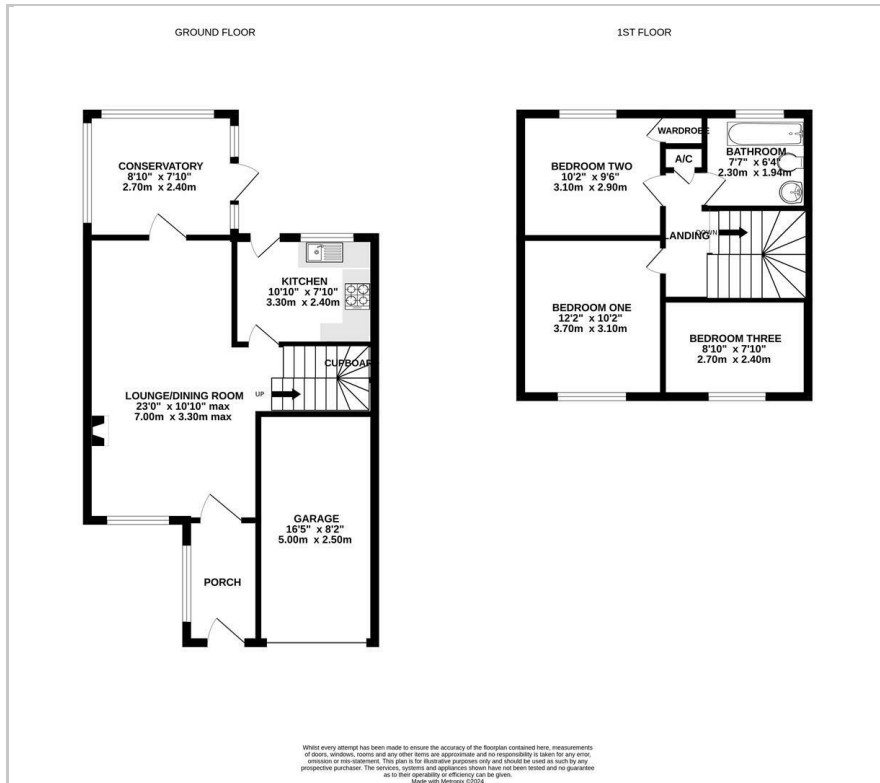 GROUND FLOOR
CONSERVATORY
8'10" x 7'10"
2.70m x 2.40m
KITCHEN
10'10" x 7'10"
3.30m x 2.40m
CUPBOAR
UP
LOUNGE/DINING ROOM
23'0" x 10'10" max
7.00m x 3.30m max
GARAGE
16'5" x 8'2"
5.00m x 2.50m
PORCH
1ST FLOOR
WARDROBE
BEDROOM TWO
10'2" x 9'6"
3.10m x 2.90m
A/C
BATHROOM
7'7" x 6'4"
2.30m x 1.94m
LANDING
DOWN
BEDROOM ONE
12'2" x 10'2"
3.70m x 3.10m
BEDROOM THREE
8'10" x 7'10"
2.70m x 2.40m
Whilst every attempt has been made to ensure the accuracy of the floorplan contained here, measurements
of doors, windows, rooms and any other items are approximate and no responsibility is taken for any error,
omission or mis-statement. This plan is for illustrative purposes only and should be used as such by any
prospective purchaser. The services, systems and appliances shown have not been tested and no guarantee
as to their operability or efficiency can be given.
Made with Metropix ©2024